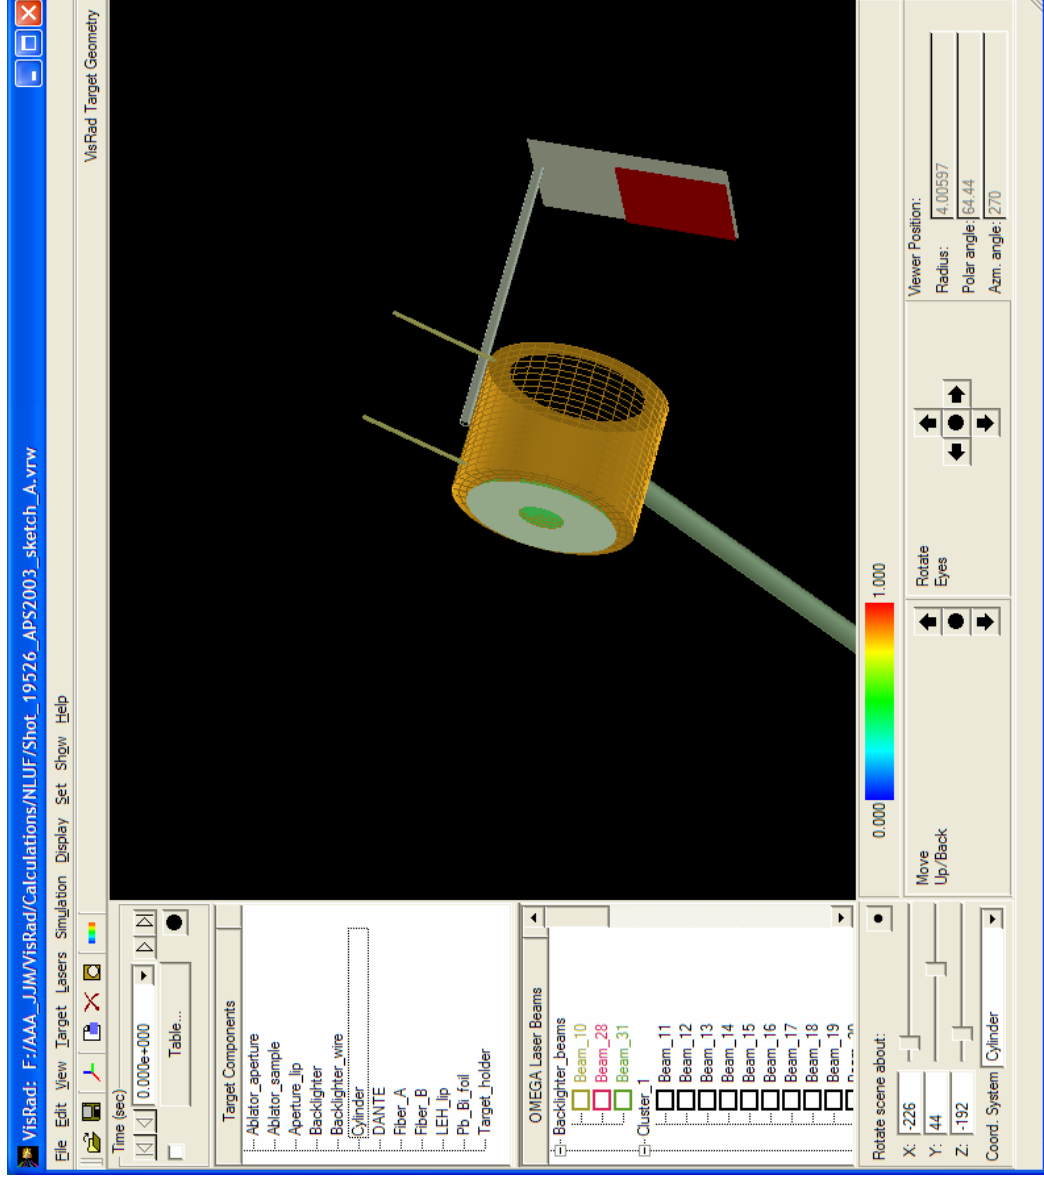 VisRad: F:/AAA_JJM/VisRad/Calculations/NLUF/Shot_19526_APS2003_sketch_A.vrw
File Edit View Target Lasers Simulation Display Set Show Help
VisRad Target Geometry
Time (sec)
0.000e+000
Table...
Target Components
Ablator_aperture
Ablator_sample
Aperture_lip
Backlighter
Backlighter_wire
Cylinder
DANTE
Fiber_A
Fiber_B
LEH_lip
Pb_Bi_foil
Target_holder
OMEGA Laser Beams
Backlighter_beams
Beam_10
Beam_28
Beam_31
Cluster_1
Beam_11
Beam_12
Beam_13
Beam_14
Beam_15
Beam_16
Beam_17
Beam_18
Beam_19
0.000
1.000
Rotate scene about:
X: -226
Y: 44
Z: -192
Coord. System Cylinder
Move
Up/Back
Rotate
Eyes
Viewer Position:
Radius: 4.00597
Polar angle: 64.44
Azm. angle: 270